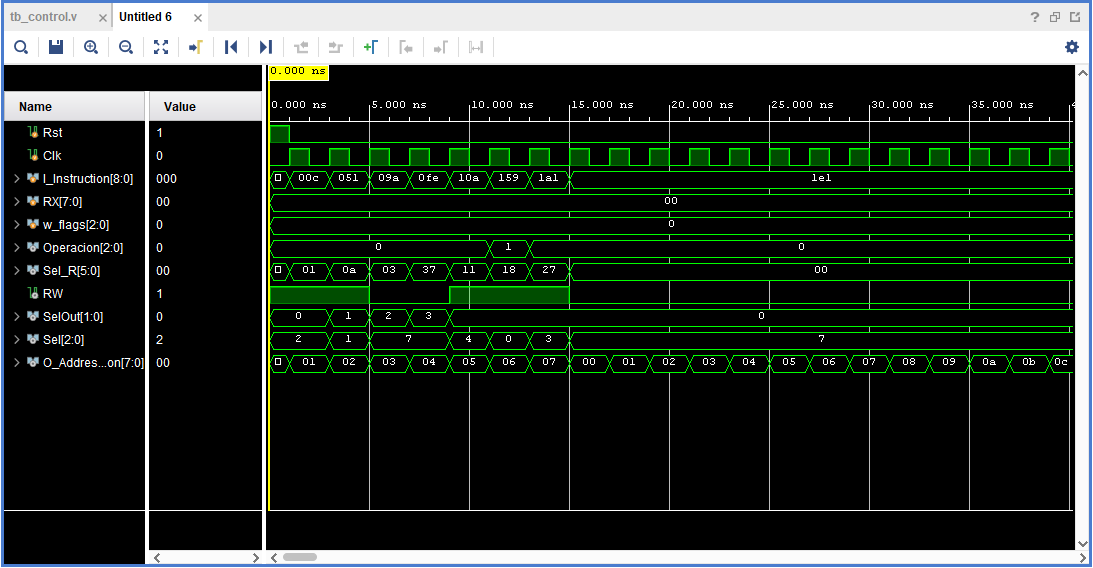 tb_control.v × Untitled 6 ×
0.000 ns
Name Value
0.000 ns 5.000 ns 10.000 ns 15.000 ns 20.000 ns 25.000 ns 30.000 ns 35.000 ns
Rst 1
Clk 0
I_Instruction[8:0] 000 00c 051 09a 0fe 10a 159 1a1 1e1
RX[7:0] 00 00
w_flags[2:0] 0 0
Operacion[2:0] 0 0 1 0
Sel_R[5:0] 00 01 0a 03 37 11 18 27 00
RW 1
SelOut[1:0] 0 0 1 2 3 0
Sel[2:0] 2 2 1 7 4 0 3 7
O_Addres...on[7:0] 00 01 02 03 04 05 06 07 00 01 02 03 04 05 06 07 08 09 0a 0b 0c